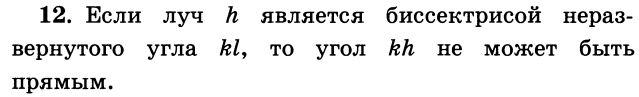 12. Если луч h является биссектрисой нераз-
вернутого угла kl, то угол kh не может быть
прямым.